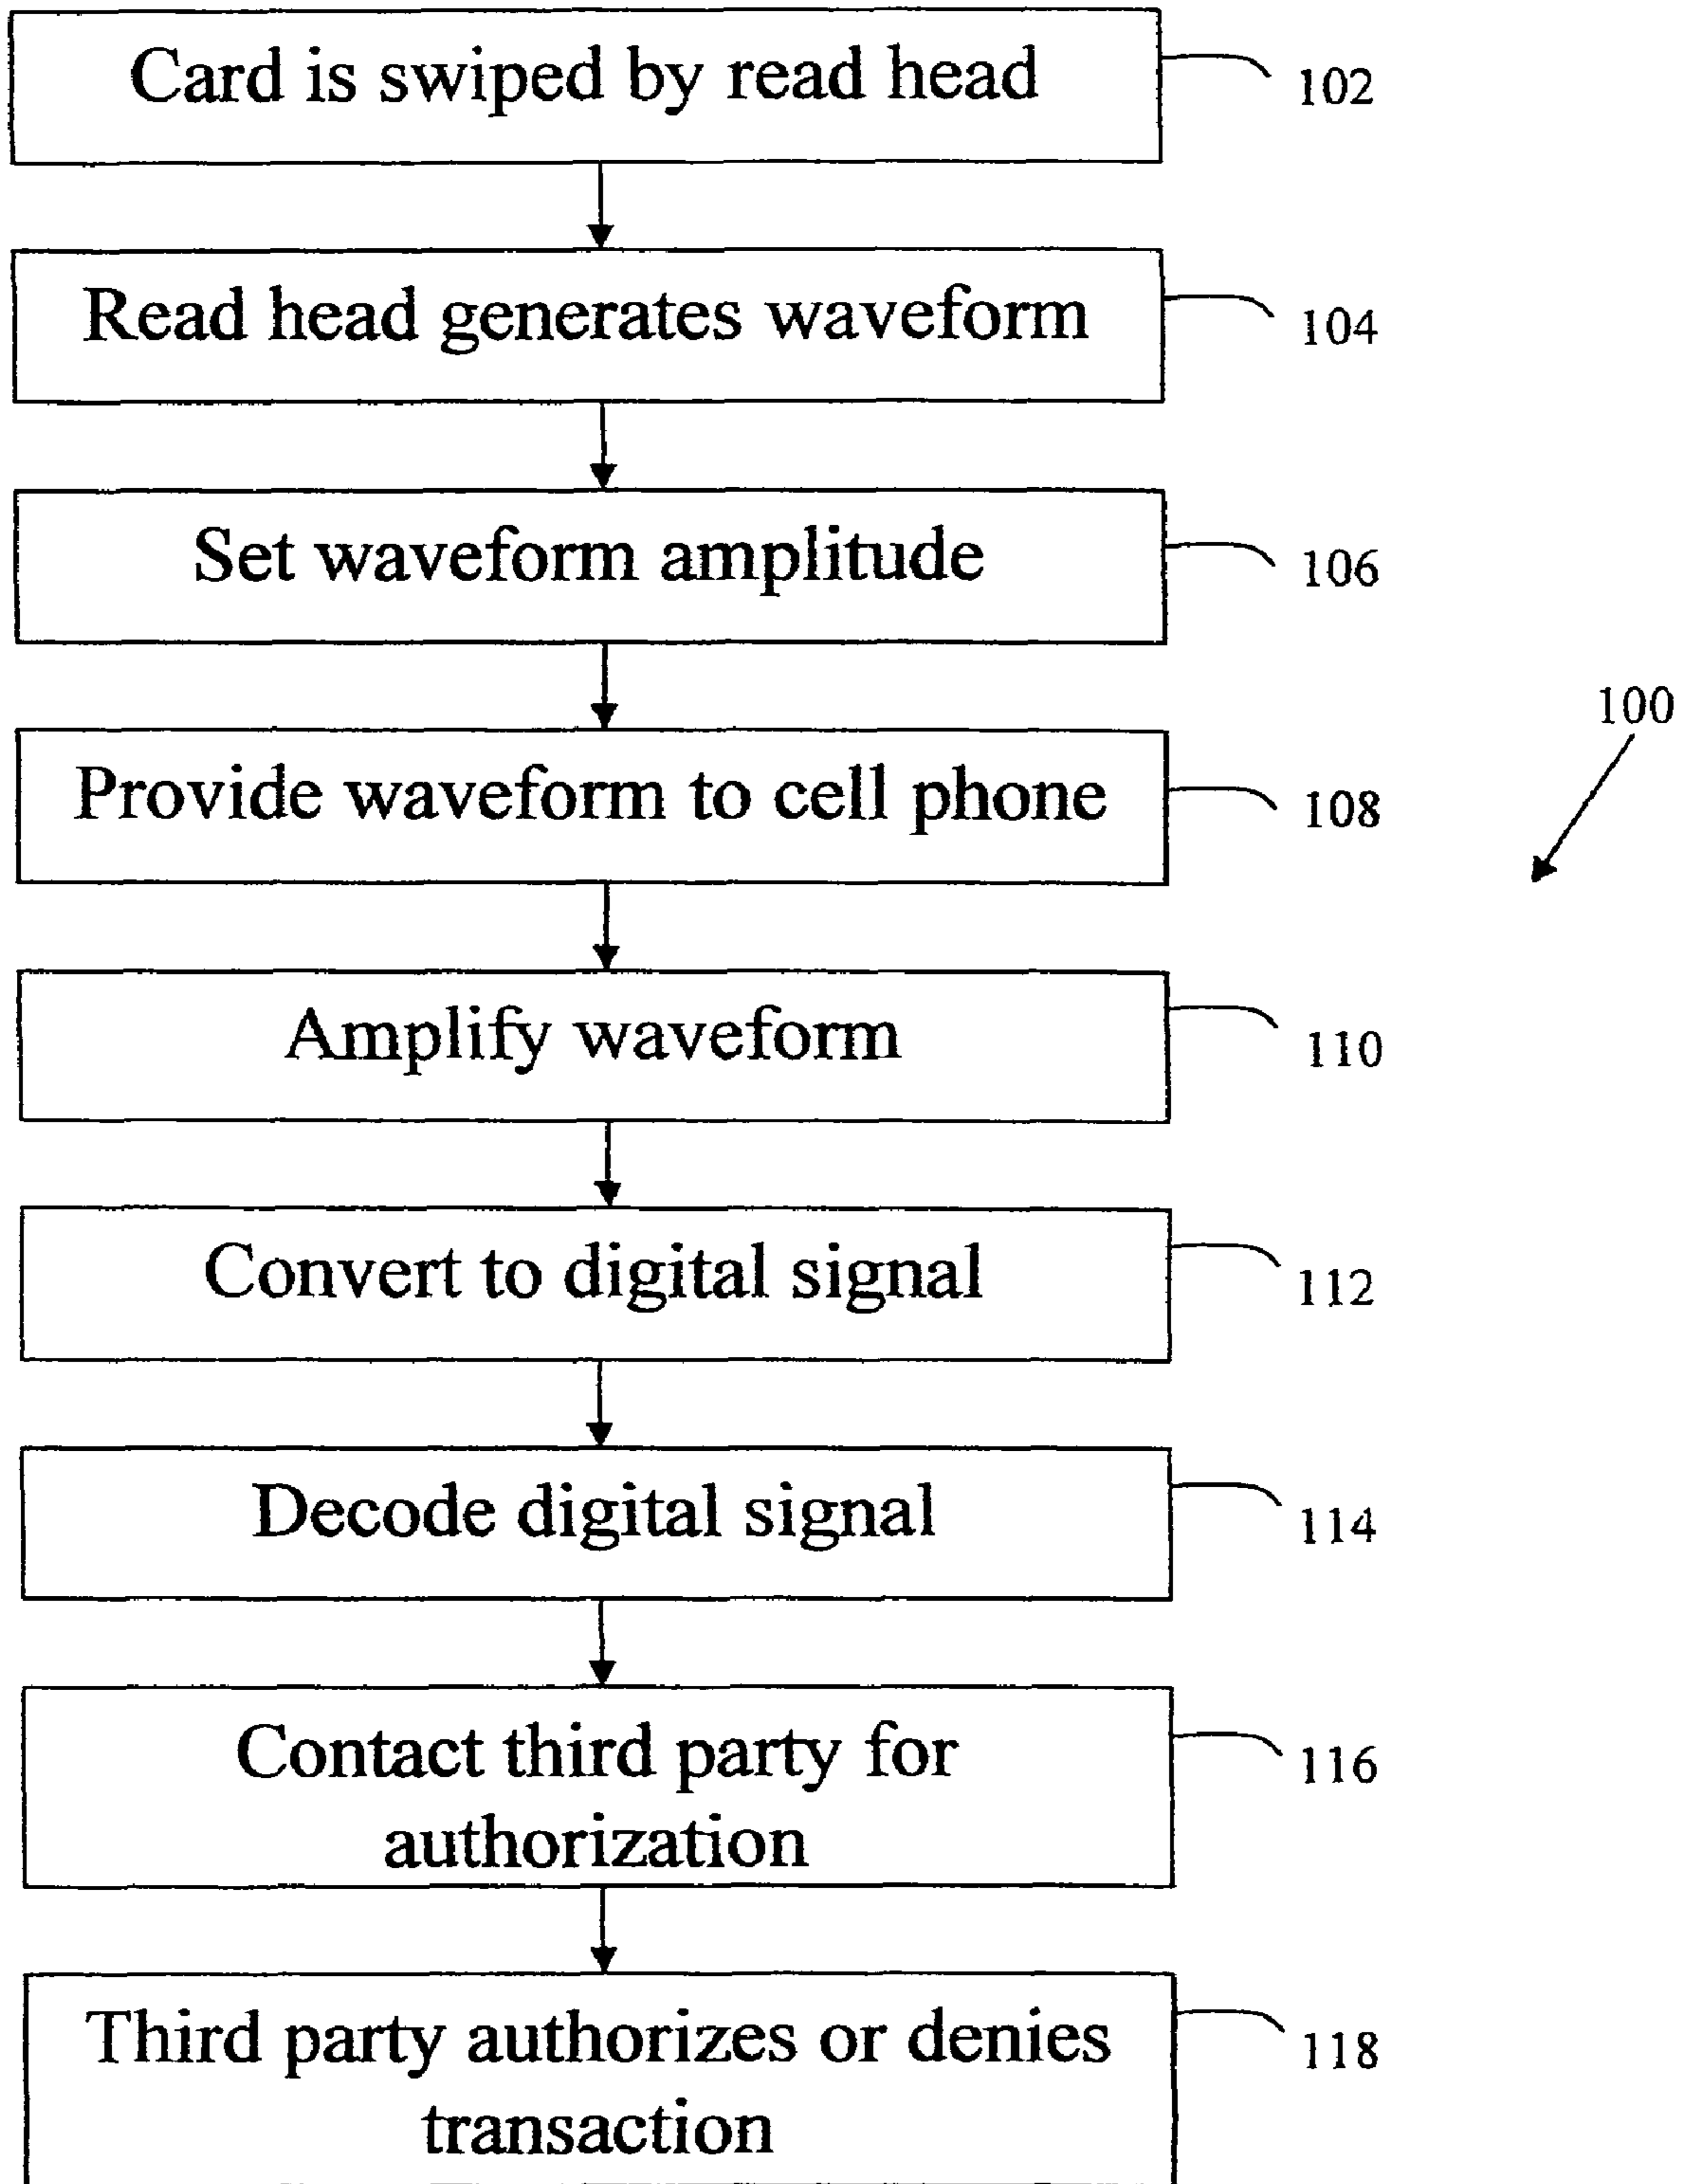 Card is swiped by read head
102
Read head generates waveform
104
Set waveform amplitude
106
Provide waveform to cell phone
108
100
Amplify waveform
110
Convert to digital signal
112
Decode digital signal
114
Contact third party for
authorization
116
Third party authorizes or denies
transaction
118